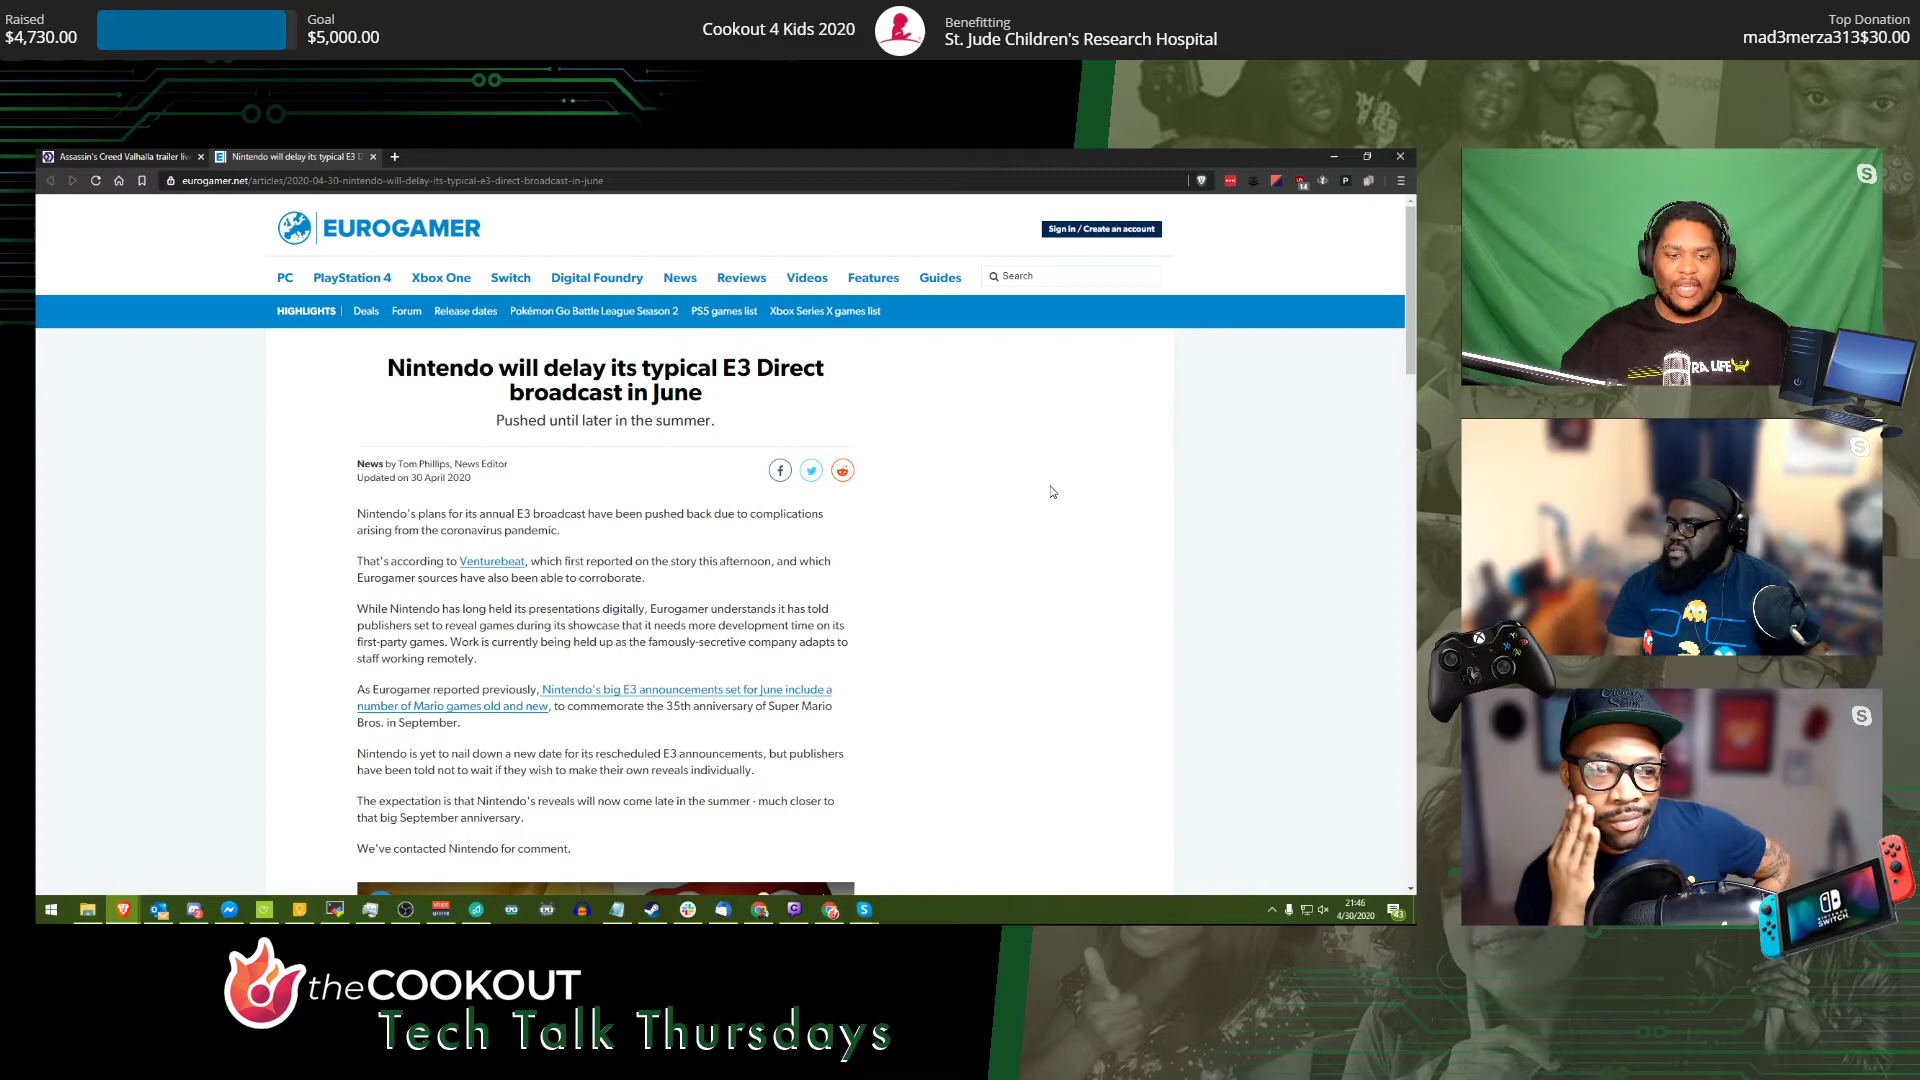 Raised
$4,730.00
Goal
$5,000.00
Cookout 4 Kids 2020
Benefitting
St. Jude Children's Research Hospital
Top Donation
mad3merza313$30.00
Assassin's Creed Valhalla trailer liv
Nintendo will delay its typical E3 D
eurogamer.net/articles/2020-04-30-nintendo-will-delay-its-typical-e3-direct-broadcast-in-june
EUROGAMER
Sign in / Create an account
PC PlayStation 4 Xbox One Switch Digital Foundry News Reviews Videos Features Guides Search
HIGHLIGHTS Deals Forum Release dates Pokémon Go Battle League Season 2 PS5 games list Xbox Series X games list
Nintendo will delay its typical E3 Direct
broadcast in June
Pushed until later in the summer.
News by Tom Phillips, News Editor
Updated on 30 April 2020
Nintendo's plans for its annual E3 broadcast have been pushed back due to complications
arising from the coronavirus pandemic.
That's according to Venturebeat, which first reported on the story this afternoon, and which
Eurogamer sources have also been able to corroborate.
While Nintendo has long held its presentations digitally, Eurogamer understands it has told
publishers set to reveal games during its showcase that it needs more development time on its
first-party games. Work is currently being held up as the famously-secretive company adapts to
staff working remotely.
As Eurogamer reported previously, Nintendo's big E3 announcements set for June include a
number of Mario games old and new, to commemorate the 35th anniversary of Super Mario
Bros. in September.
Nintendo is yet to nail down a new date for its rescheduled E3 announcements, but publishers
have been told not to wait if they wish to make their own reveals individually.
The expectation is that Nintendo's reveals will now come late in the summer - much closer to
that big September anniversary.
We've contacted Nintendo for comment.
21:46
4/30/2020
43
theCOOKOUT
Tech Talk Thursdays
TRA LIFE
NINTENDO
SWITCH